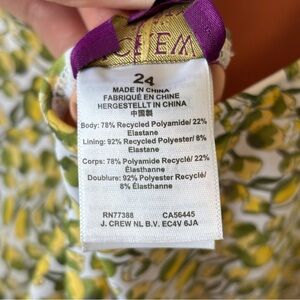 24
MADE IN CHINA
FABRIQUÉ EN CHINE
HERGESTELLT IN CHINA
中国製
Body: 78% Recycled Polyamide/ 22%
Elastane
Lining: 92% Recycled Polyester/ 8%
Elastane
Corps: 78% Polyamide Recyclé/ 22%
Élasthanne
Doublure: 92% Polyester Recyclé/
8% Élasthanne
RN77388 CA56445
J. CREW NL B.V. EC4V 6JA